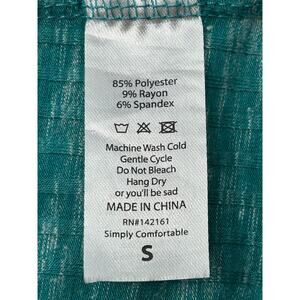 85% Polyester
9% Rayon
6% Spandex
Machine Wash Cold
Gentle Cycle
Do Not Bleach
Hang Dry
or you'll be sad
MADE IN CHINA
RN#142161
Simply Comfortable
S